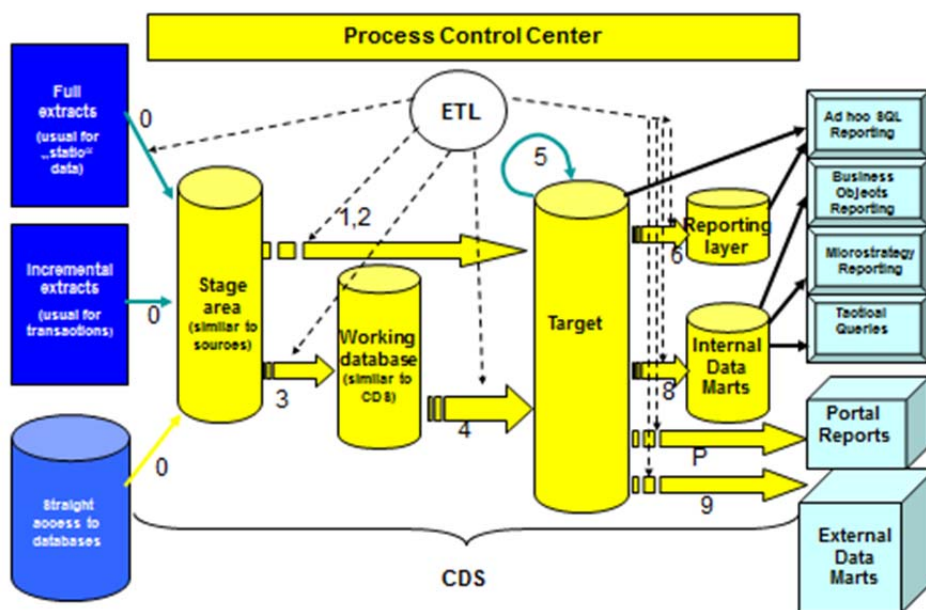 Process Control Center
Full
extracts
(usual for
„static"
data)
0
ETL
Ad hoc SQL
Reporting
5
Business
Objects
Reporting
1,2
Reporting
layer
6
Incremental
extracts
(usual for
transactions)
0
Stage
area
(similar to
sources)
Microstrategy
Reporting
Target
Working
database
(similar to
CDS)
Tactical
Queries
Internal
Data
Marts
3
8
4
Portal
Reports
P
0
9
Straight
access to
databases
External
Data
Marts
CDS